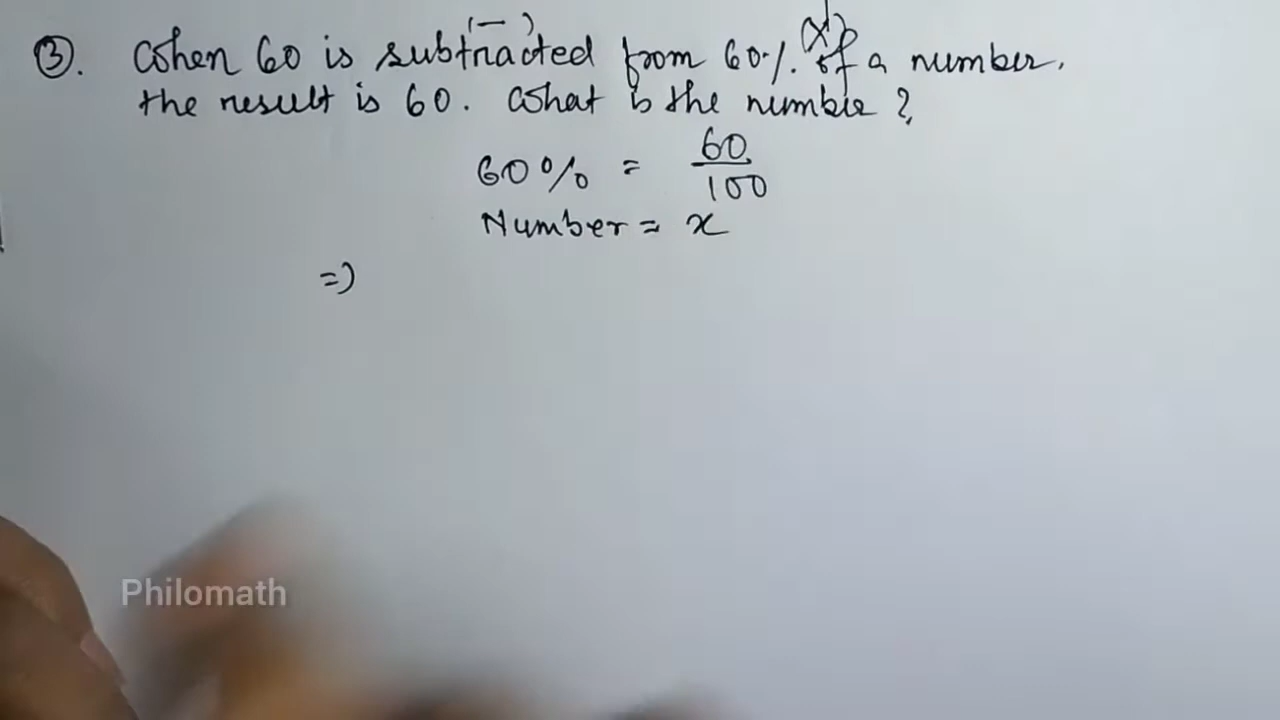 (−) (×)
③. When 60 is subtracted from 60%. of a number,
the result is 60. What is the number ?
60% = 60/100
Number = x
=)
Philomath